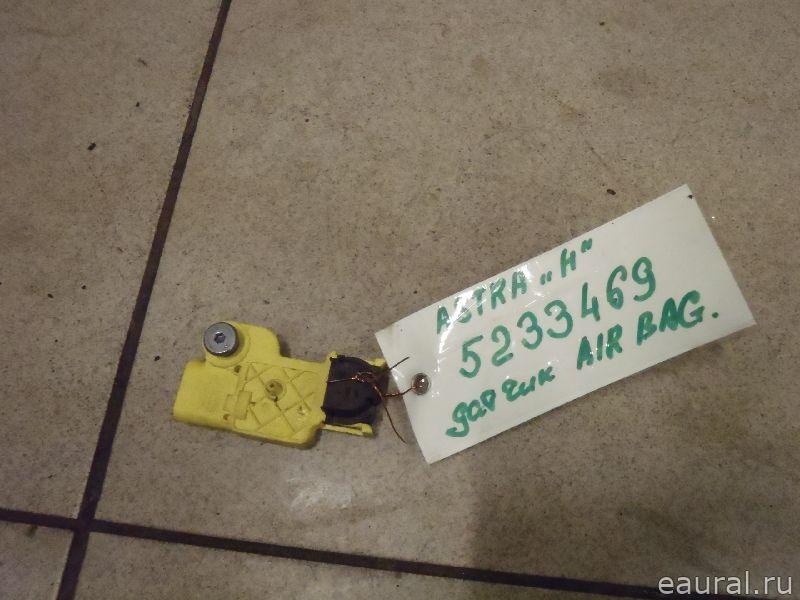 ASTRA „H"
5233469
датчик AIR BAG.
eaural.ru